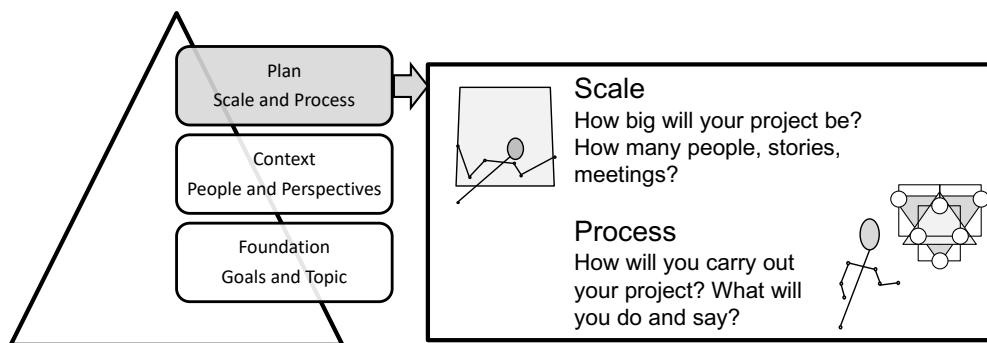 Plan
Scale and Process
Context
People and Perspectives
Foundation
Goals and Topic
Scale
How big will your project be?
How many people, stories,
meetings?
Process
How will you carry out
your project? What will
you do and say?